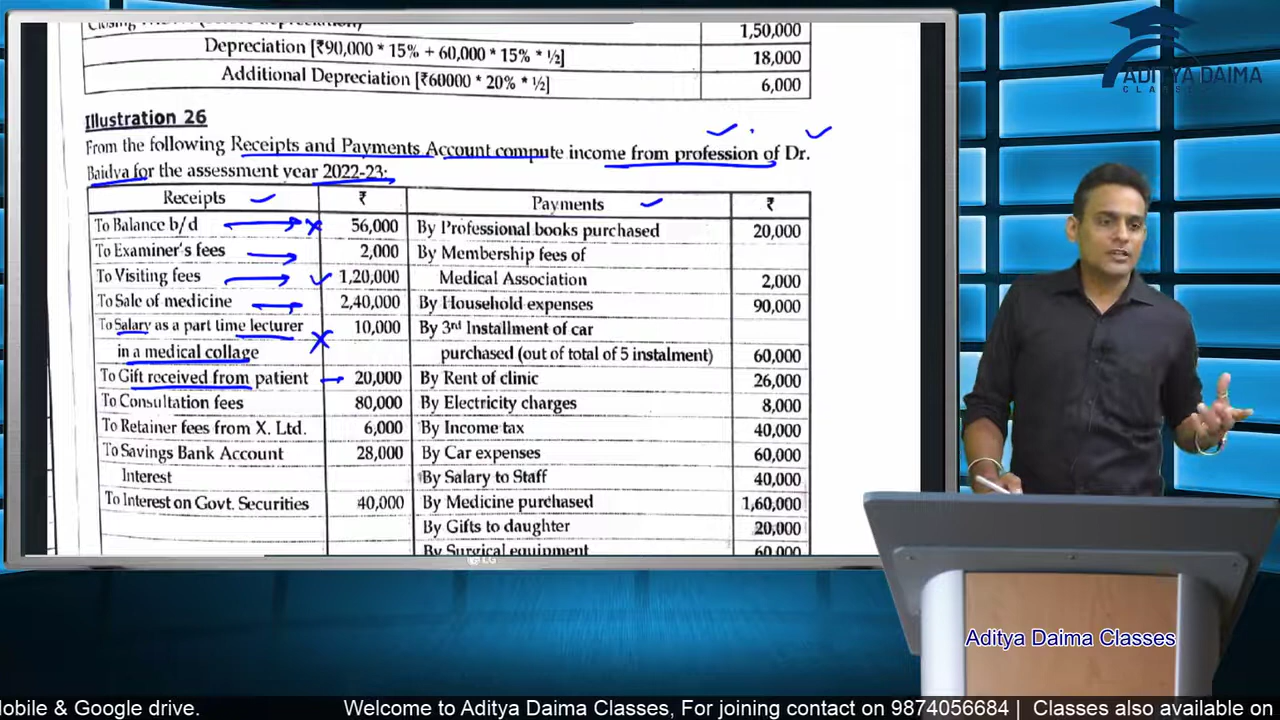 1,50,000
Depreciation [₹90,000 * 15% + 60,000 * 15% * ½] 18,000
Additional Depreciation [₹60000 * 20% * ½] 6,000
Illustration 26
From the following Receipts and Payments Account compute income from profession of Dr.
Baidya for the assessment year 2022-23:
Receipts ₹ Payments ₹
To Balance b/d 56,000 By Professional books purchased 20,000
To Examiner's fees 2,000 By Membership fees of
To Visiting fees 1,20,000 Medical Association 2,000
To Sale of medicine 2,40,000 By Household expenses 90,000
To Salary as a part time lecturer 10,000 By 3rd Installment of car
in a medical collage purchased (out of total of 5 instalment) 60,000
To Gift received from patient 20,000 By Rent of clinic 26,000
To Consultation fees 80,000 By Electricity charges 8,000
To Retainer fees from X. Ltd. 6,000 By Income tax 40,000
To Savings Bank Account 28,000 By Car expenses 60,000
Interest By Salary to Staff 40,000
To Interest on Govt. Securities 40,000 By Medicine purchased 1,60,000
By Gifts to daughter 20,000
By Surgical equipment 60,000
LG
ADITYA DAIMA
CLASSES
Aditya Daima Classes
Mobile & Google drive. Welcome to Aditya Daima Classes, For joining contact on 9874056684 | Classes also available on